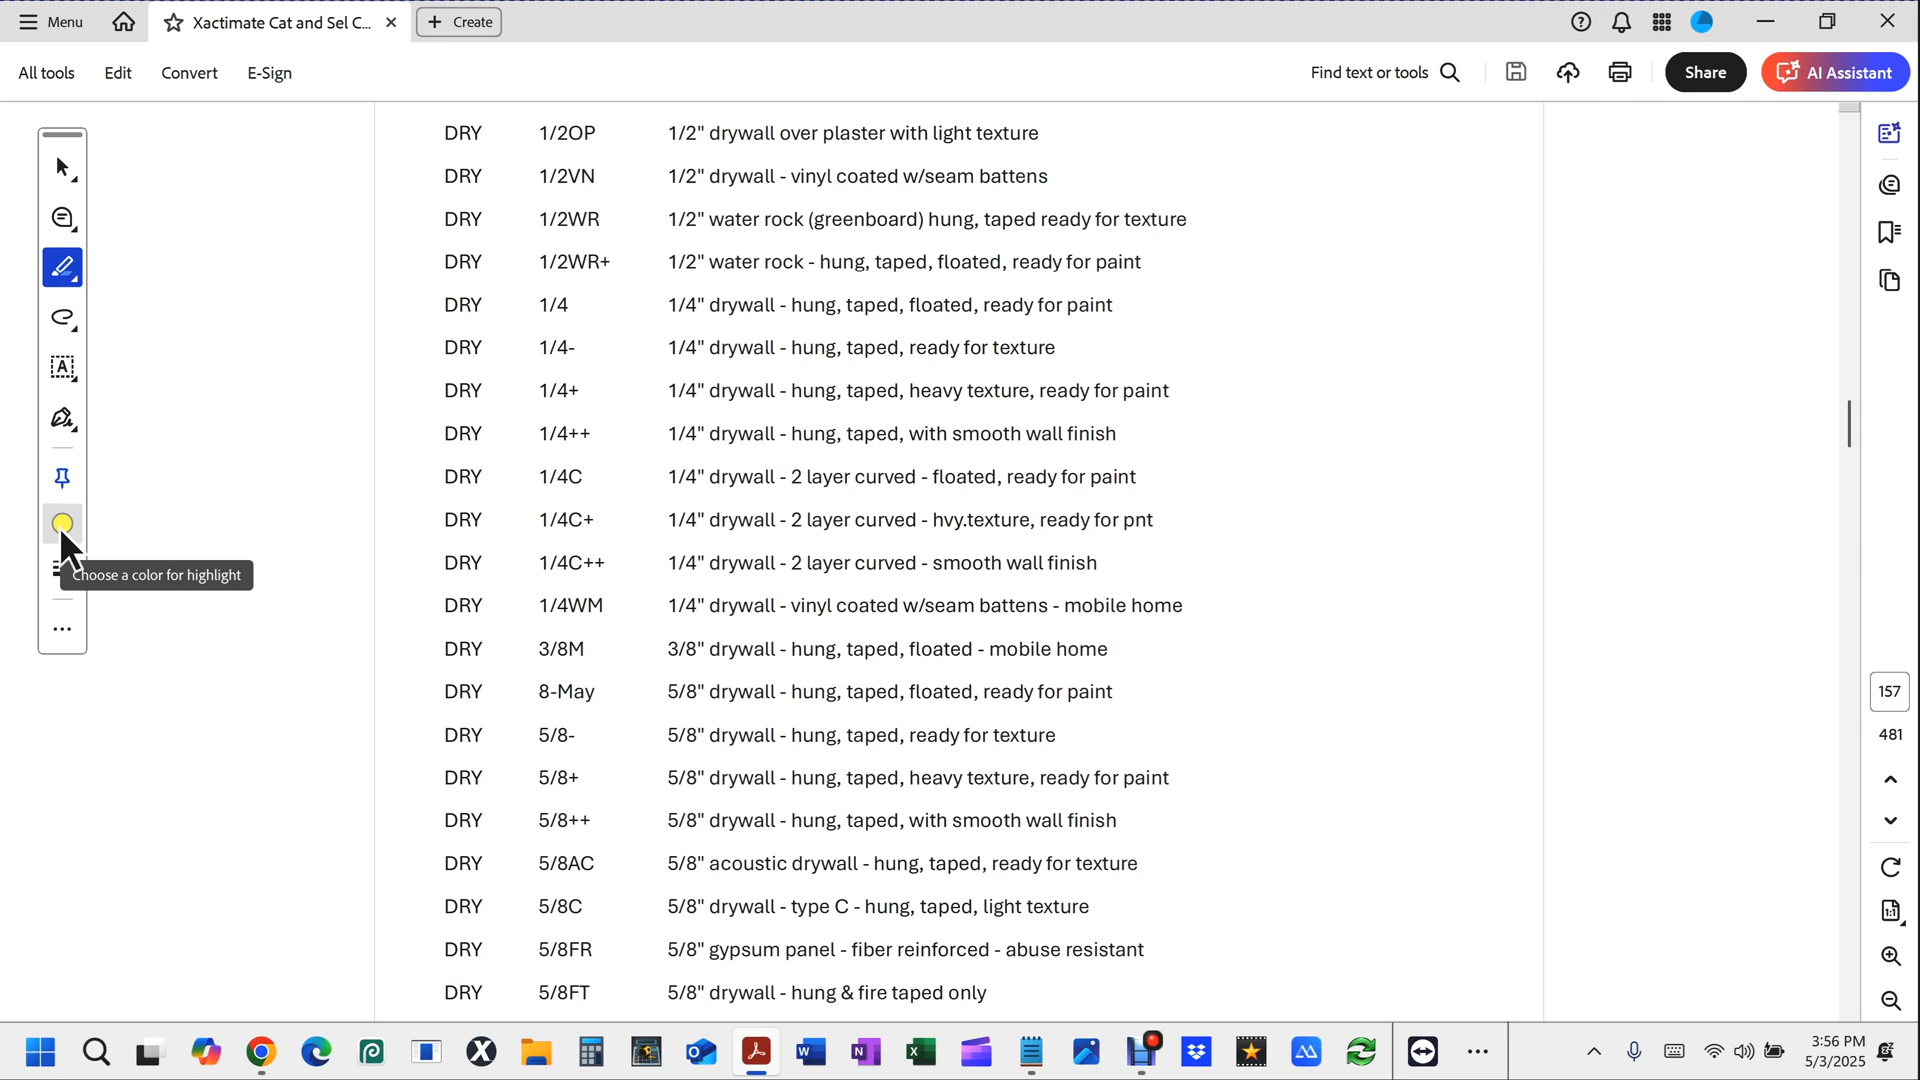 Menu
Xactimate Cat and Sel C...
Create
All tools
Edit
Convert
E-Sign
Find text or tools
Share
AI Assistant
DRY 1/2OP 1/2" drywall over plaster with light texture
DRY 1/2VN 1/2" drywall - vinyl coated w/seam battens
DRY 1/2WR 1/2" water rock (greenboard) hung, taped ready for texture
DRY 1/2WR+ 1/2" water rock - hung, taped, floated, ready for paint
DRY 1/4 1/4" drywall - hung, taped, floated, ready for paint
DRY 1/4- 1/4" drywall - hung, taped, ready for texture
DRY 1/4+ 1/4" drywall - hung, taped, heavy texture, ready for paint
DRY 1/4++ 1/4" drywall - hung, taped, with smooth wall finish
DRY 1/4C 1/4" drywall - 2 layer curved - floated, ready for paint
DRY 1/4C+ 1/4" drywall - 2 layer curved - hvy.texture, ready for pnt
DRY 1/4C++ 1/4" drywall - 2 layer curved - smooth wall finish
DRY 1/4WM 1/4" drywall - vinyl coated w/seam battens - mobile home
DRY 3/8M 3/8" drywall - hung, taped, floated - mobile home
DRY 8-May 5/8" drywall - hung, taped, floated, ready for paint
DRY 5/8- 5/8" drywall - hung, taped, ready for texture
DRY 5/8+ 5/8" drywall - hung, taped, heavy texture, ready for paint
DRY 5/8++ 5/8" drywall - hung, taped, with smooth wall finish
DRY 5/8AC 5/8" acoustic drywall - hung, taped, ready for texture
DRY 5/8C 5/8" drywall - type C - hung, taped, light texture
DRY 5/8FR 5/8" gypsum panel - fiber reinforced - abuse resistant
DRY 5/8FT 5/8" drywall - hung & fire taped only
Choose a color for highlight
157
481
3:56 PM
5/3/2025